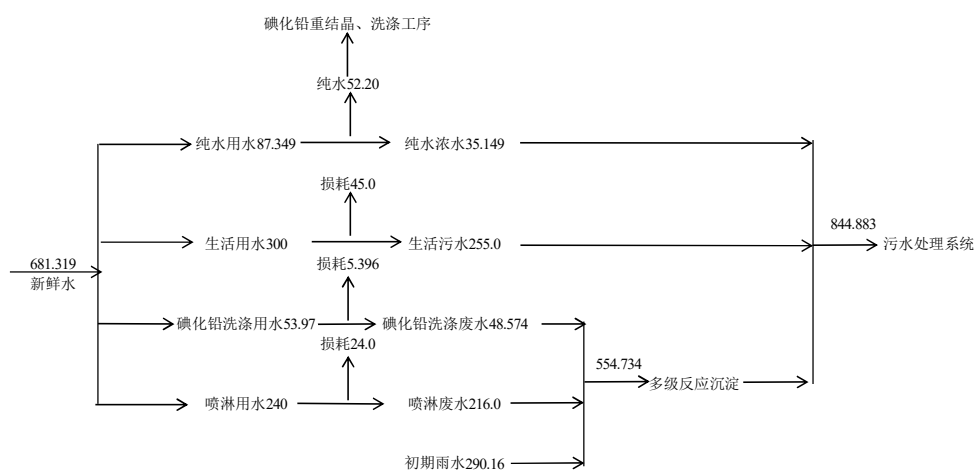 碘化铅重结晶、洗涤工序
纯水52.20
纯水用水87.349
纯水浓水35.149
损耗45.0
844.883
生活用水300
生活污水255.0
污水处理系统
681.319
新鲜水
损耗5.396
碘化铅洗涤用水53.97
碘化铅洗涤废水48.574
损耗24.0
554.734
多级反应沉淀
喷淋用水240
喷淋废水216.0
初期雨水290.16